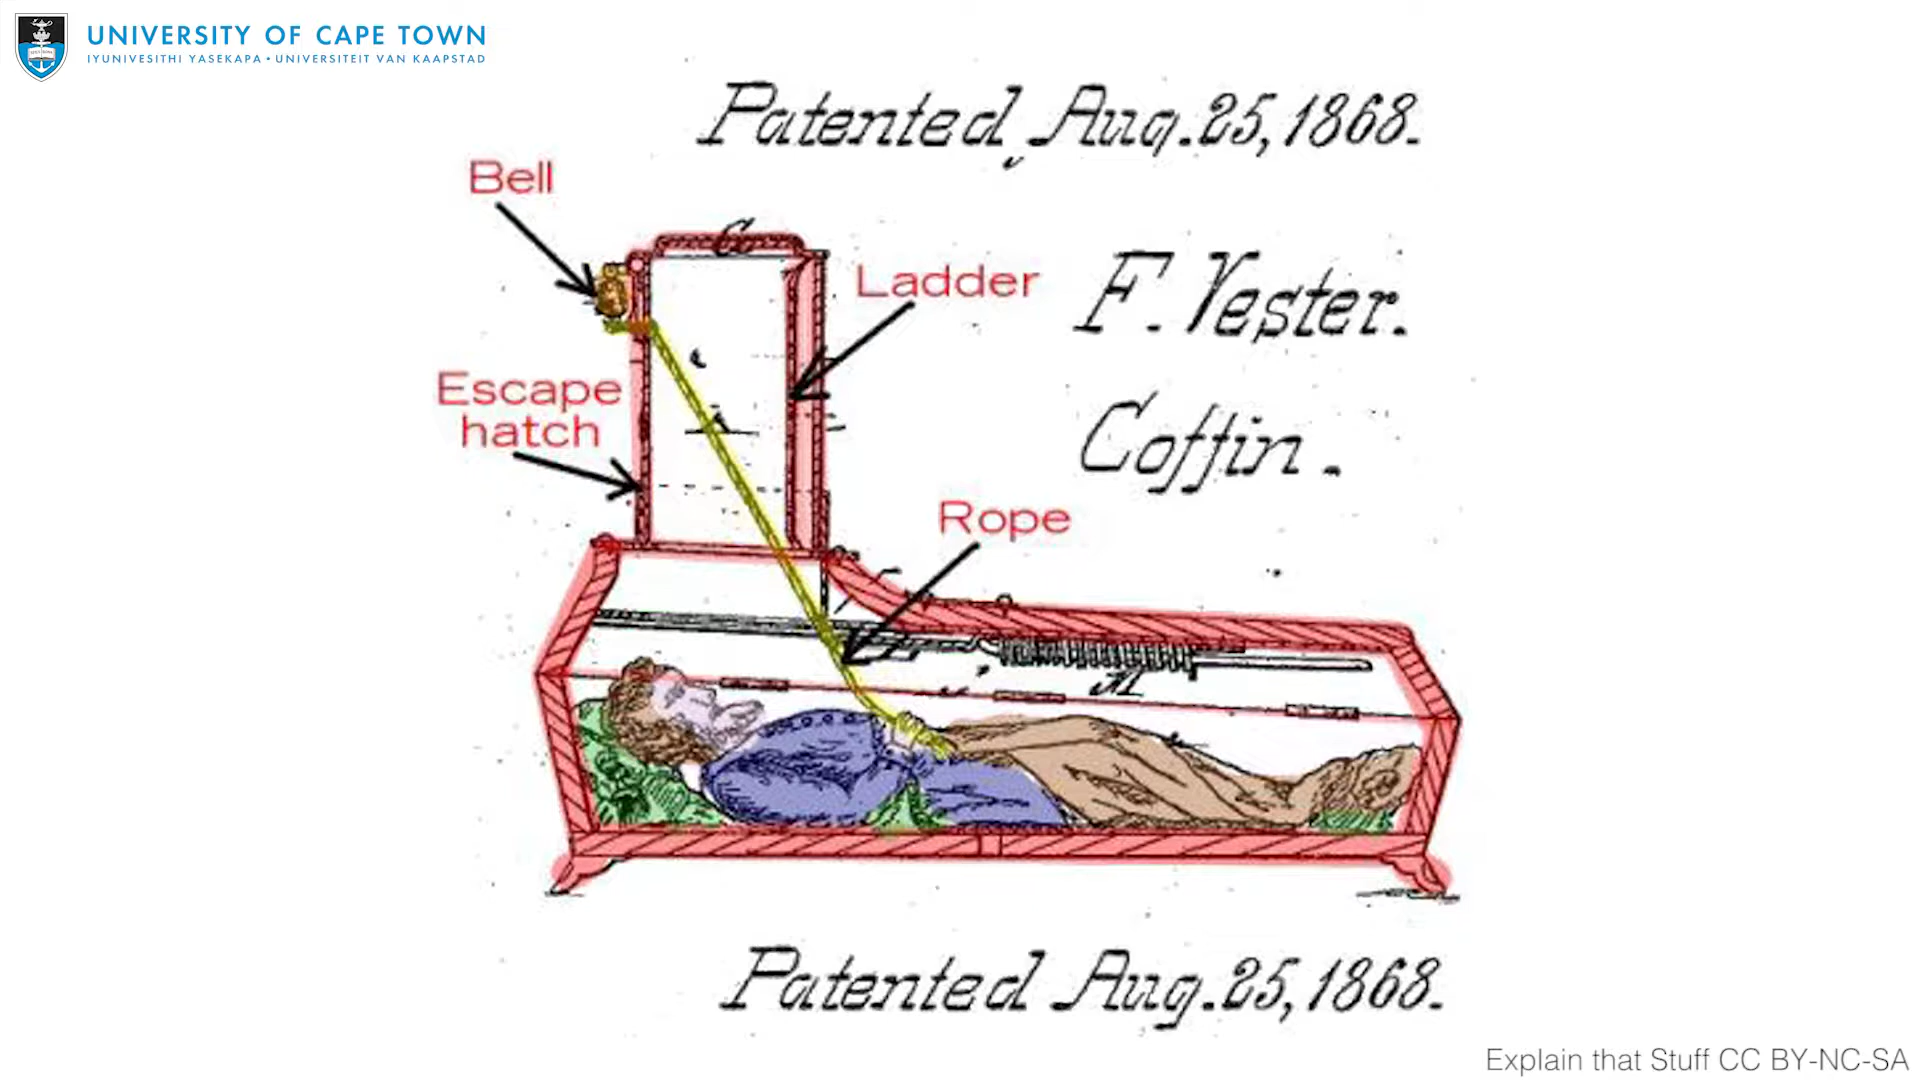 UNIVERSITY OF CAPE TOWN
IYUNIVESITHI YASEKAPA • UNIVERSITEIT VAN KAAPSTAD
Patented, Aug. 25, 1868.
Bell
Ladder
F. Vester.
Escape
hatch
Coffin.
Rope
Patented Aug. 25, 1868.
Explain that Stuff CC BY-NC-SA